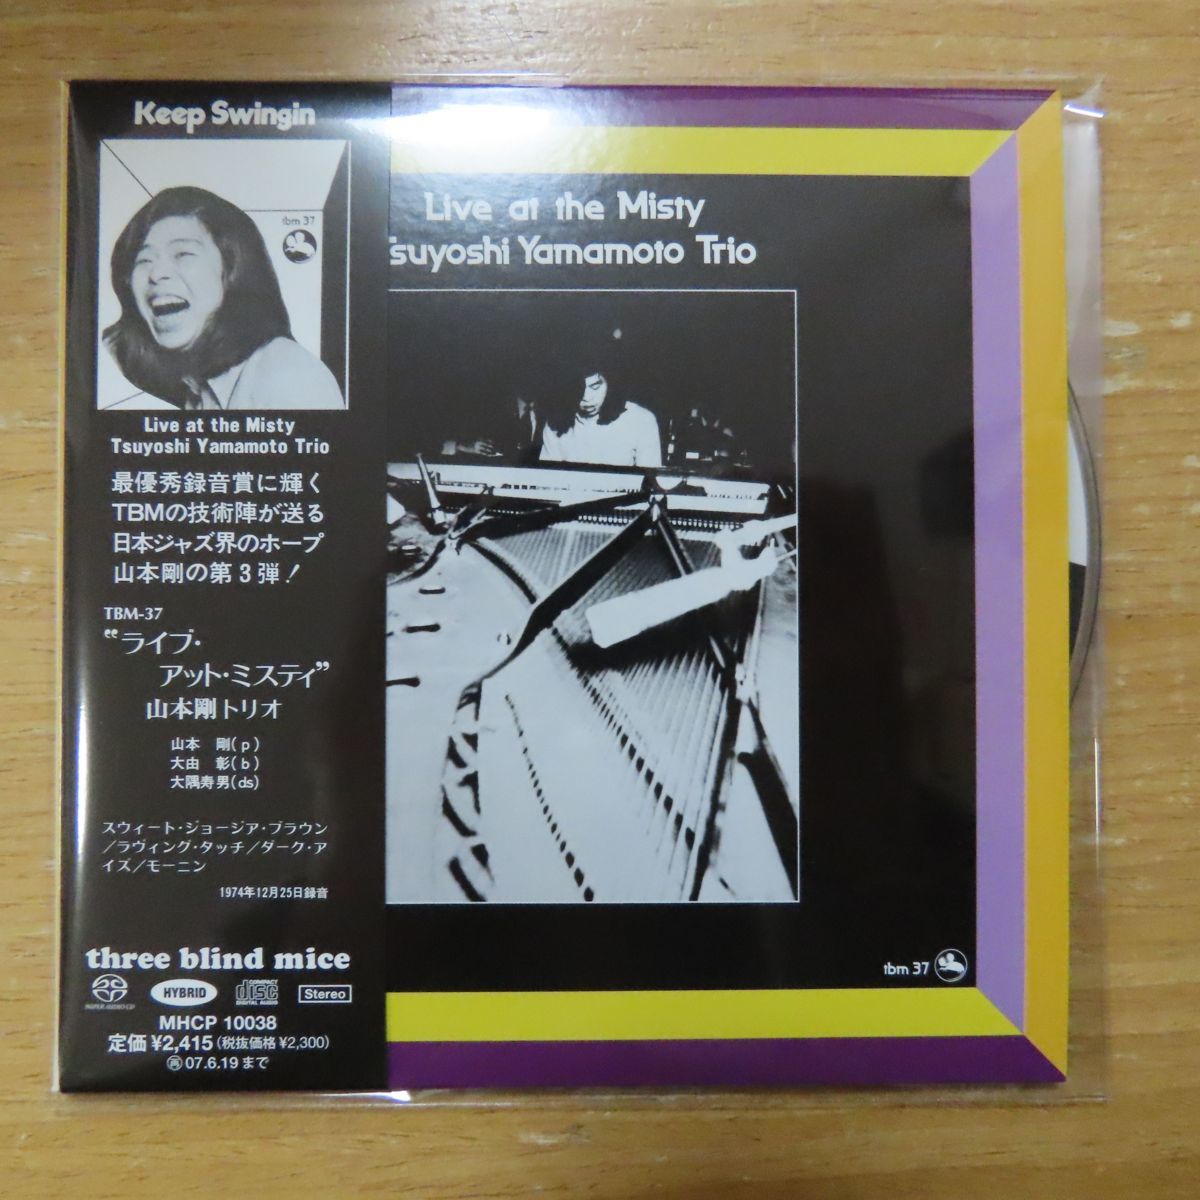 Keep Swingin
tbm 37
Live at the Misty
Tsuyoshi Yamamoto Trio
最優秀録音賞に輝く
TBMの技術陣が送る
日本ジャズ界のホープ
山本剛の第3弾！
TBM-37
“ライブ・
アット・ミスティ”
山本剛トリオ
山本 剛(p)
大由 彰(b)
大隅寿男(ds)
スウィート・ジョージア・ブラウン
/ラヴィング・タッチ/ダーク・ア
イズ/モーニン
1974年12月25日録音
three blind mice
SUPER AUDIO CD
HYBRID
COMPACT
disc
DIGITAL AUDIO
Stereo
MHCP 10038
定価 ¥2,415(税抜価格 ¥2,300)
再 07.6.19 まで
Live at the Misty
Tsuyoshi Yamamoto Trio
tbm 37